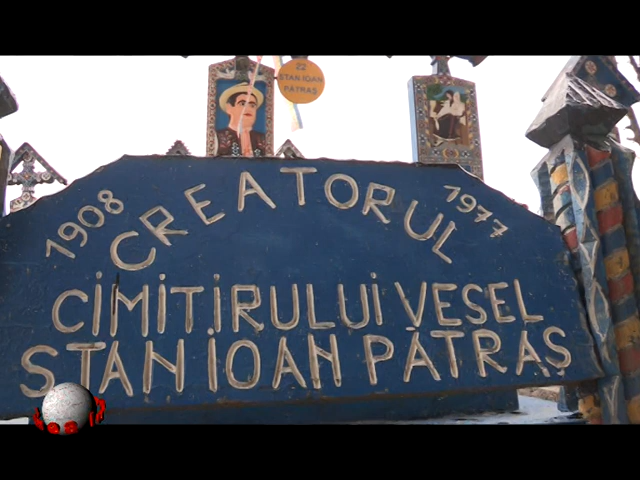 22
STAN IOAN
PATRAS
1908 CREATORUL 1977
CIMITIRULUI VESEL
STAN IOAN PĂTRAȘ